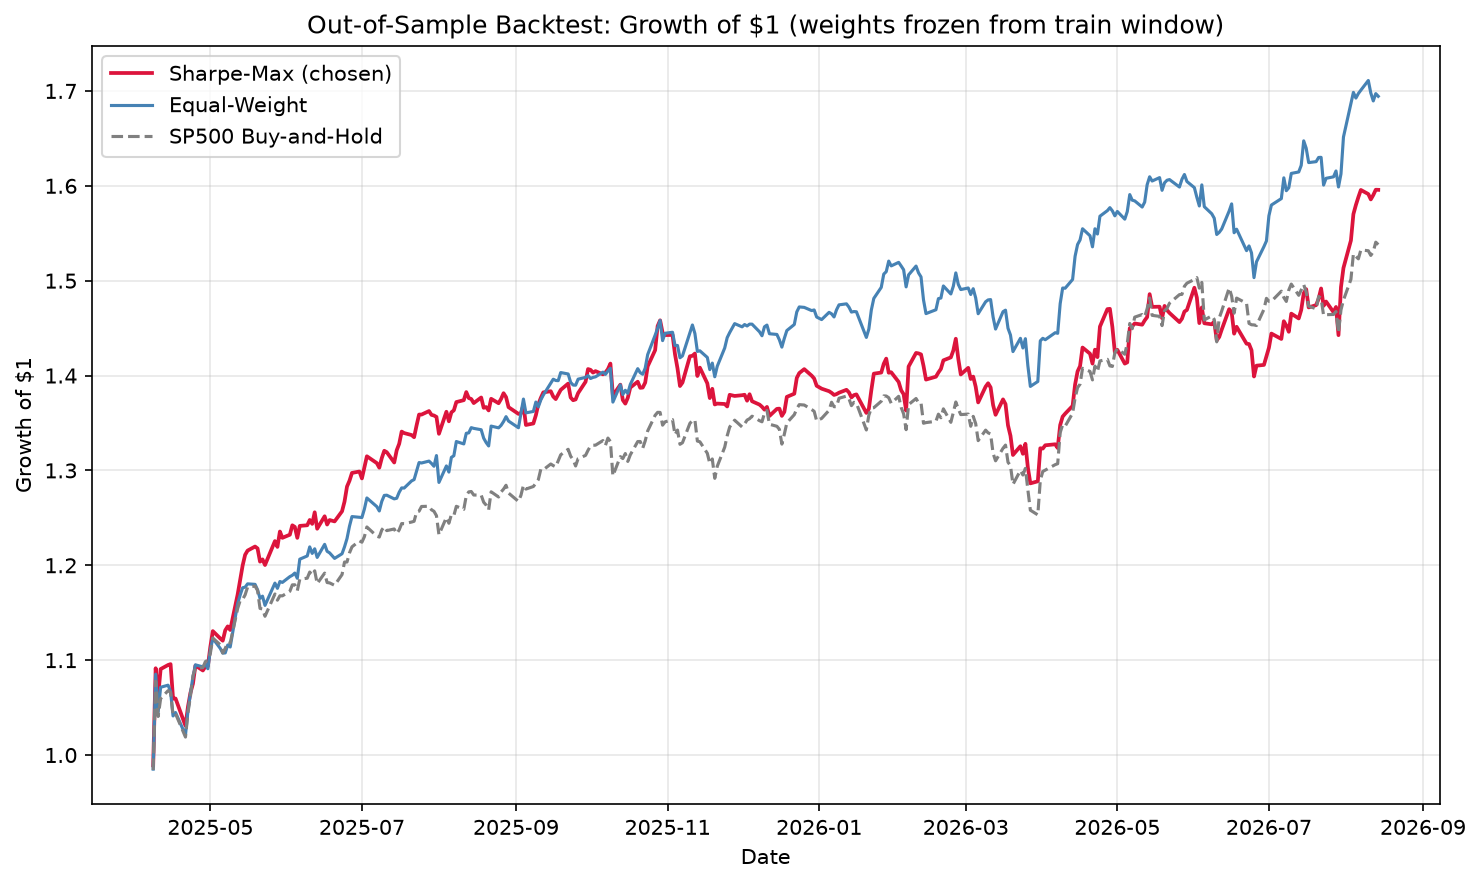 Out-of-Sample Backtest: Growth of $1 (weights frozen from train window)
Sharpe-Max (chosen)
Equal-Weight
SP500 Buy-and-Hold
Growth of $1
1.7
1.6
1.5
1.4
1.3
1.2
1.1
1.0
2025-05
2025-07
2025-09
2025-11
2026-01
2026-03
2026-05
2026-07
2026-09
Date